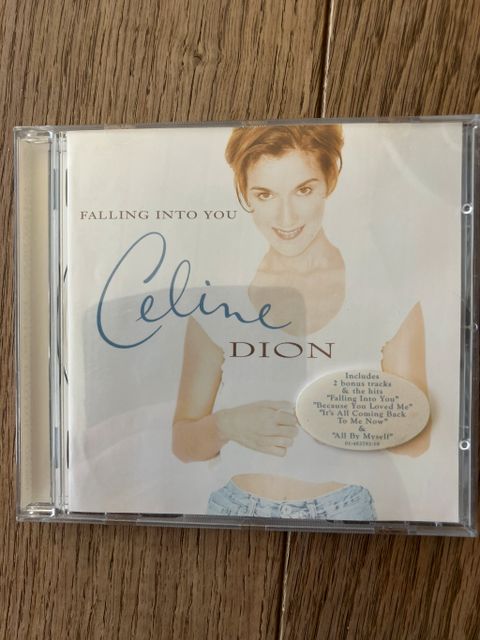 FALLING INTO YOU
Celine
DION
Includes
2 bonus tracks
& the hits
"Falling Into You"
"Because You Loved Me"
"It's All Coming Back
To Me Now"
&
"All By Myself"